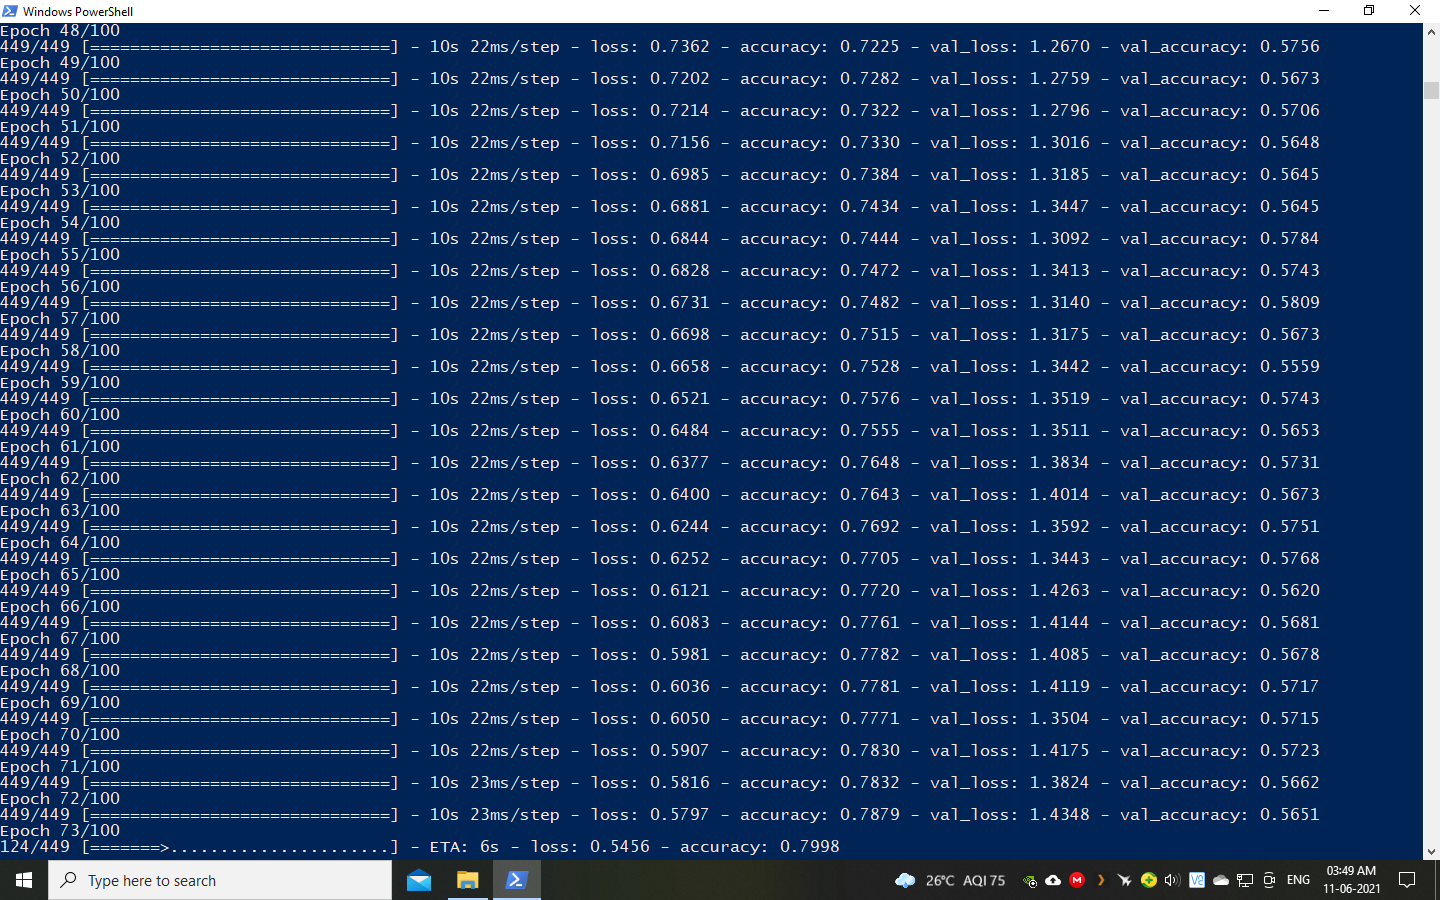 Windows PowerShell
Epoch 48/100
449/449 [==============================] - 10s 22ms/step - loss: 0.7362 - accuracy: 0.7225 - val_loss: 1.2670 - val_accuracy: 0.5756
Epoch 49/100
449/449 [==============================] - 10s 22ms/step - loss: 0.7202 - accuracy: 0.7282 - val_loss: 1.2759 - val_accuracy: 0.5673
Epoch 50/100
449/449 [==============================] - 10s 22ms/step - loss: 0.7214 - accuracy: 0.7322 - val_loss: 1.2796 - val_accuracy: 0.5706
Epoch 51/100
449/449 [==============================] - 10s 22ms/step - loss: 0.7156 - accuracy: 0.7330 - val_loss: 1.3016 - val_accuracy: 0.5648
Epoch 52/100
449/449 [==============================] - 10s 22ms/step - loss: 0.6985 - accuracy: 0.7384 - val_loss: 1.3185 - val_accuracy: 0.5645
Epoch 53/100
449/449 [==============================] - 10s 22ms/step - loss: 0.6881 - accuracy: 0.7434 - val_loss: 1.3447 - val_accuracy: 0.5645
Epoch 54/100
449/449 [==============================] - 10s 22ms/step - loss: 0.6844 - accuracy: 0.7444 - val_loss: 1.3092 - val_accuracy: 0.5784
Epoch 55/100
449/449 [==============================] - 10s 22ms/step - loss: 0.6828 - accuracy: 0.7472 - val_loss: 1.3413 - val_accuracy: 0.5743
Epoch 56/100
449/449 [==============================] - 10s 22ms/step - loss: 0.6731 - accuracy: 0.7482 - val_loss: 1.3140 - val_accuracy: 0.5809
Epoch 57/100
449/449 [==============================] - 10s 22ms/step - loss: 0.6698 - accuracy: 0.7515 - val_loss: 1.3175 - val_accuracy: 0.5673
Epoch 58/100
449/449 [==============================] - 10s 22ms/step - loss: 0.6658 - accuracy: 0.7528 - val_loss: 1.3442 - val_accuracy: 0.5559
Epoch 59/100
449/449 [==============================] - 10s 22ms/step - loss: 0.6521 - accuracy: 0.7576 - val_loss: 1.3519 - val_accuracy: 0.5743
Epoch 60/100
449/449 [==============================] - 10s 22ms/step - loss: 0.6484 - accuracy: 0.7555 - val_loss: 1.3511 - val_accuracy: 0.5653
Epoch 61/100
449/449 [==============================] - 10s 22ms/step - loss: 0.6377 - accuracy: 0.7648 - val_loss: 1.3834 - val_accuracy: 0.5731
Epoch 62/100
449/449 [==============================] - 10s 22ms/step - loss: 0.6400 - accuracy: 0.7643 - val_loss: 1.4014 - val_accuracy: 0.5673
Epoch 63/100
449/449 [==============================] - 10s 22ms/step - loss: 0.6244 - accuracy: 0.7692 - val_loss: 1.3592 - val_accuracy: 0.5751
Epoch 64/100
449/449 [==============================] - 10s 22ms/step - loss: 0.6252 - accuracy: 0.7705 - val_loss: 1.3443 - val_accuracy: 0.5768
Epoch 65/100
449/449 [==============================] - 10s 22ms/step - loss: 0.6121 - accuracy: 0.7720 - val_loss: 1.4263 - val_accuracy: 0.5620
Epoch 66/100
449/449 [==============================] - 10s 22ms/step - loss: 0.6083 - accuracy: 0.7761 - val_loss: 1.4144 - val_accuracy: 0.5681
Epoch 67/100
449/449 [==============================] - 10s 22ms/step - loss: 0.5981 - accuracy: 0.7782 - val_loss: 1.4085 - val_accuracy: 0.5678
Epoch 68/100
449/449 [==============================] - 10s 22ms/step - loss: 0.6036 - accuracy: 0.7781 - val_loss: 1.4119 - val_accuracy: 0.5717
Epoch 69/100
449/449 [==============================] - 10s 22ms/step - loss: 0.6050 - accuracy: 0.7771 - val_loss: 1.3504 - val_accuracy: 0.5715
Epoch 70/100
449/449 [==============================] - 10s 22ms/step - loss: 0.5907 - accuracy: 0.7830 - val_loss: 1.4175 - val_accuracy: 0.5723
Epoch 71/100
449/449 [==============================] - 10s 23ms/step - loss: 0.5816 - accuracy: 0.7832 - val_loss: 1.3824 - val_accuracy: 0.5662
Epoch 72/100
449/449 [==============================] - 10s 23ms/step - loss: 0.5797 - accuracy: 0.7879 - val_loss: 1.4348 - val_accuracy: 0.5651
Epoch 73/100
124/449 [=======>......................] - ETA: 6s - loss: 0.5456 - accuracy: 0.7998
Type here to search
26°C AQI 75
ENG
03:49 AM
11-06-2021